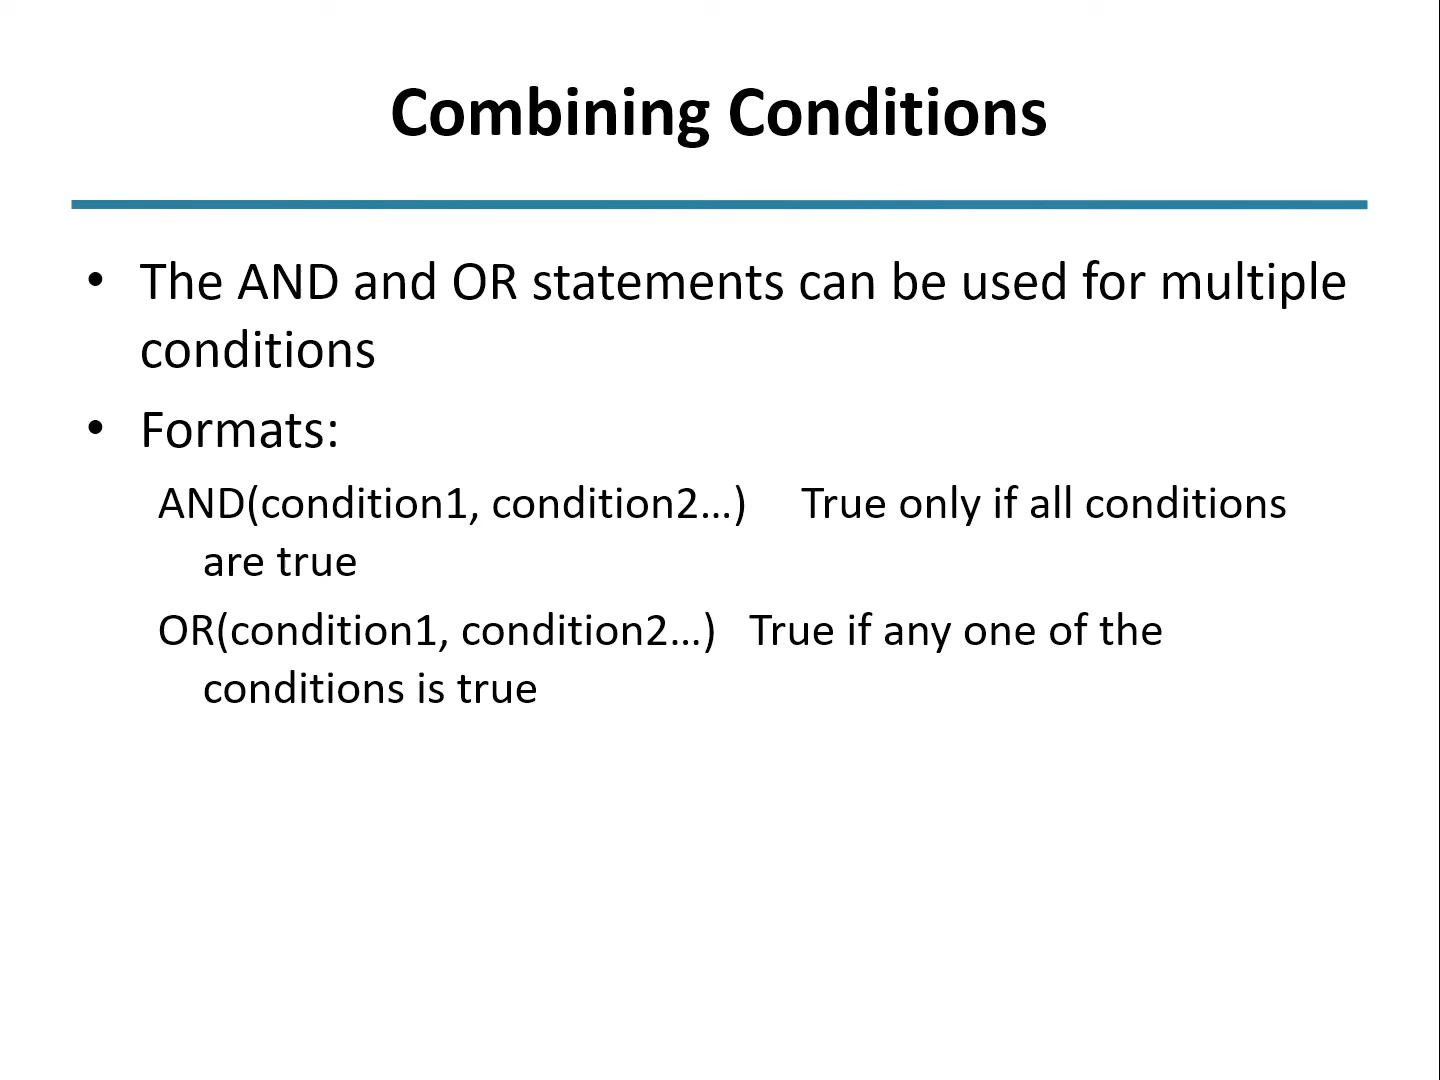 Combining Conditions
• The AND and OR statements can be used for multiple
conditions
• Formats:
AND(condition1, condition2…) True only if all conditions
are true
OR(condition1, condition2…) True if any one of the
conditions is true